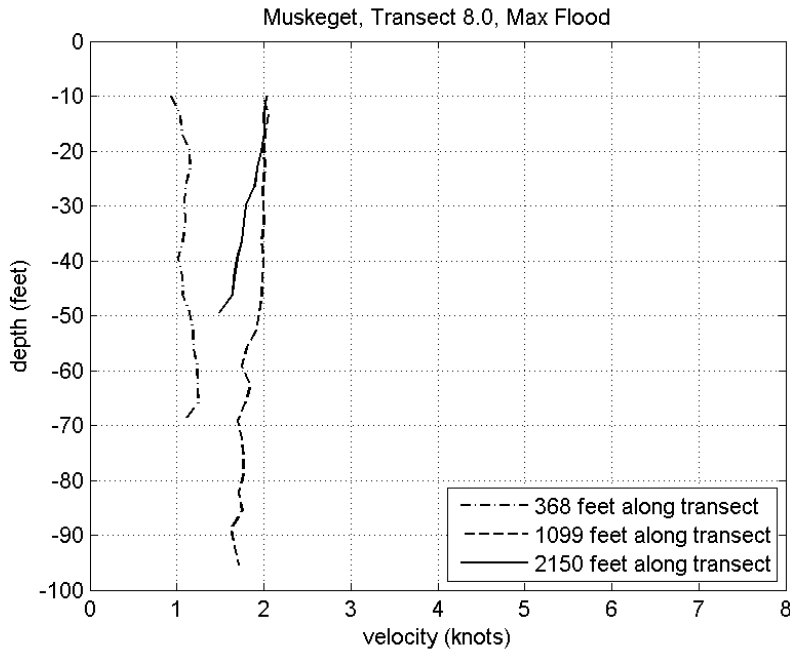 Muskeget, Transect 8.0, Max Flood
0
-10
-20
-30
-40
-50
-60
-70
-80
-90
-100
depth (feet)
368 feet along transect
1099 feet along transect
2150 feet along transect
0 1 2 3 4 5 6 7 8
velocity (knots)